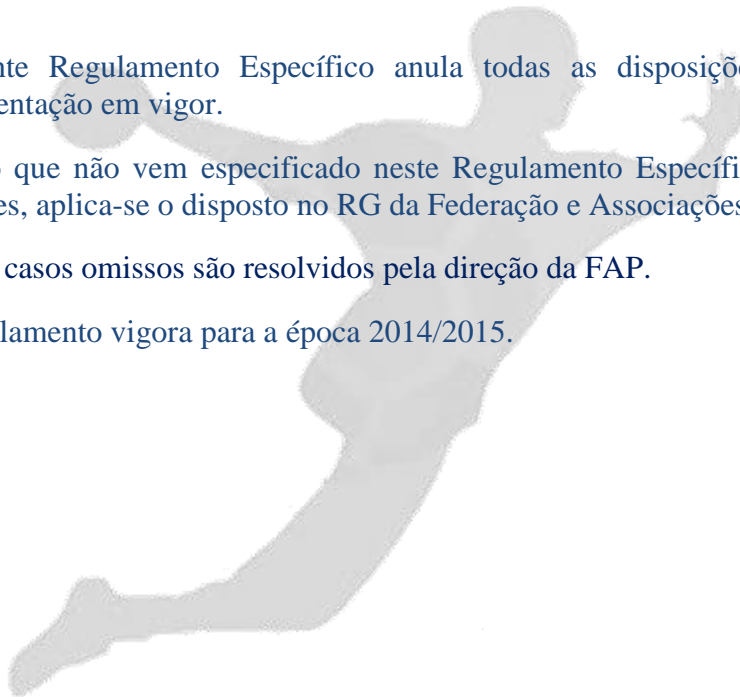 nte Regulamento Específico anula todas as disposiçõ
entação em vigor.
o que não vem especificado neste Regulamento Específi
es, aplica-se o disposto no RG da Federação e Associações
casos omissos são resolvidos pela direção da FAP.
lamento vigora para a época 2014/2015.